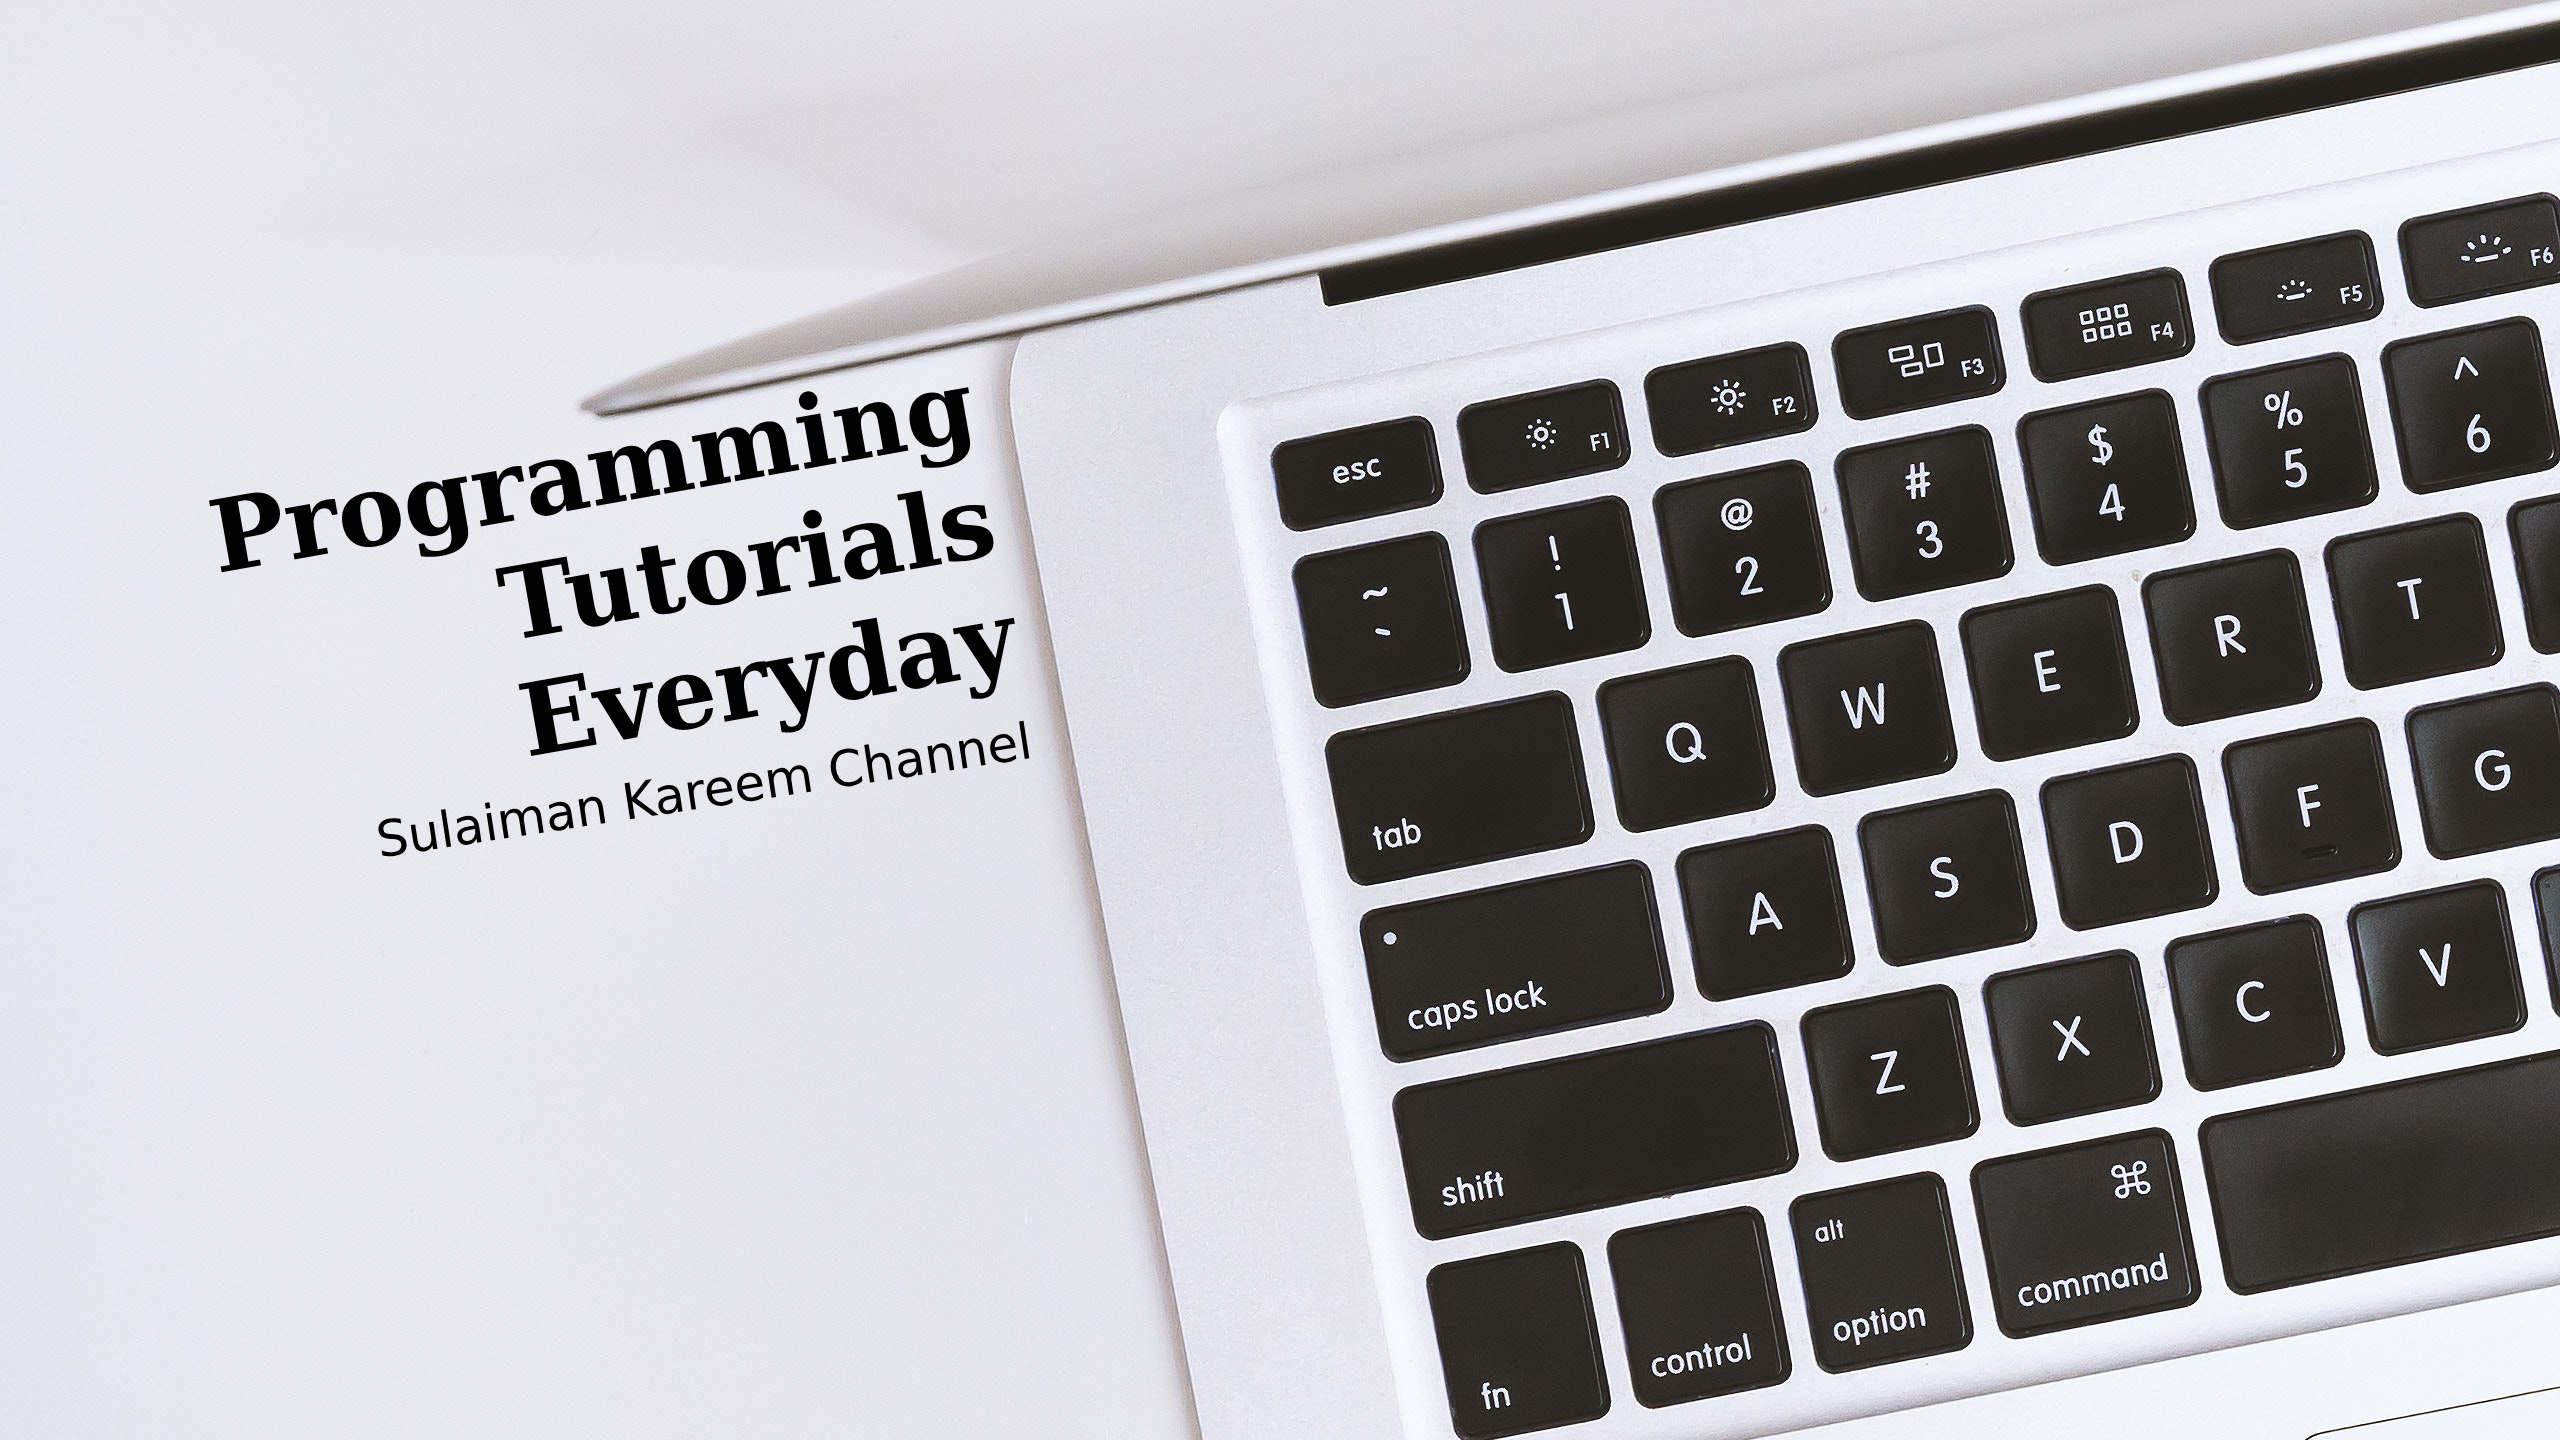 Programming
Tutorials
Everyday
Sulaiman Kareem Channel
esc F1 F2 F3 F4 F5 F6
~ ` ! 1 @ 2 # 3 $ 4 % 5 ^ 6
tab Q W E R T
caps lock A S D F G
shift Z X C V
fn control alt option ⌘ command